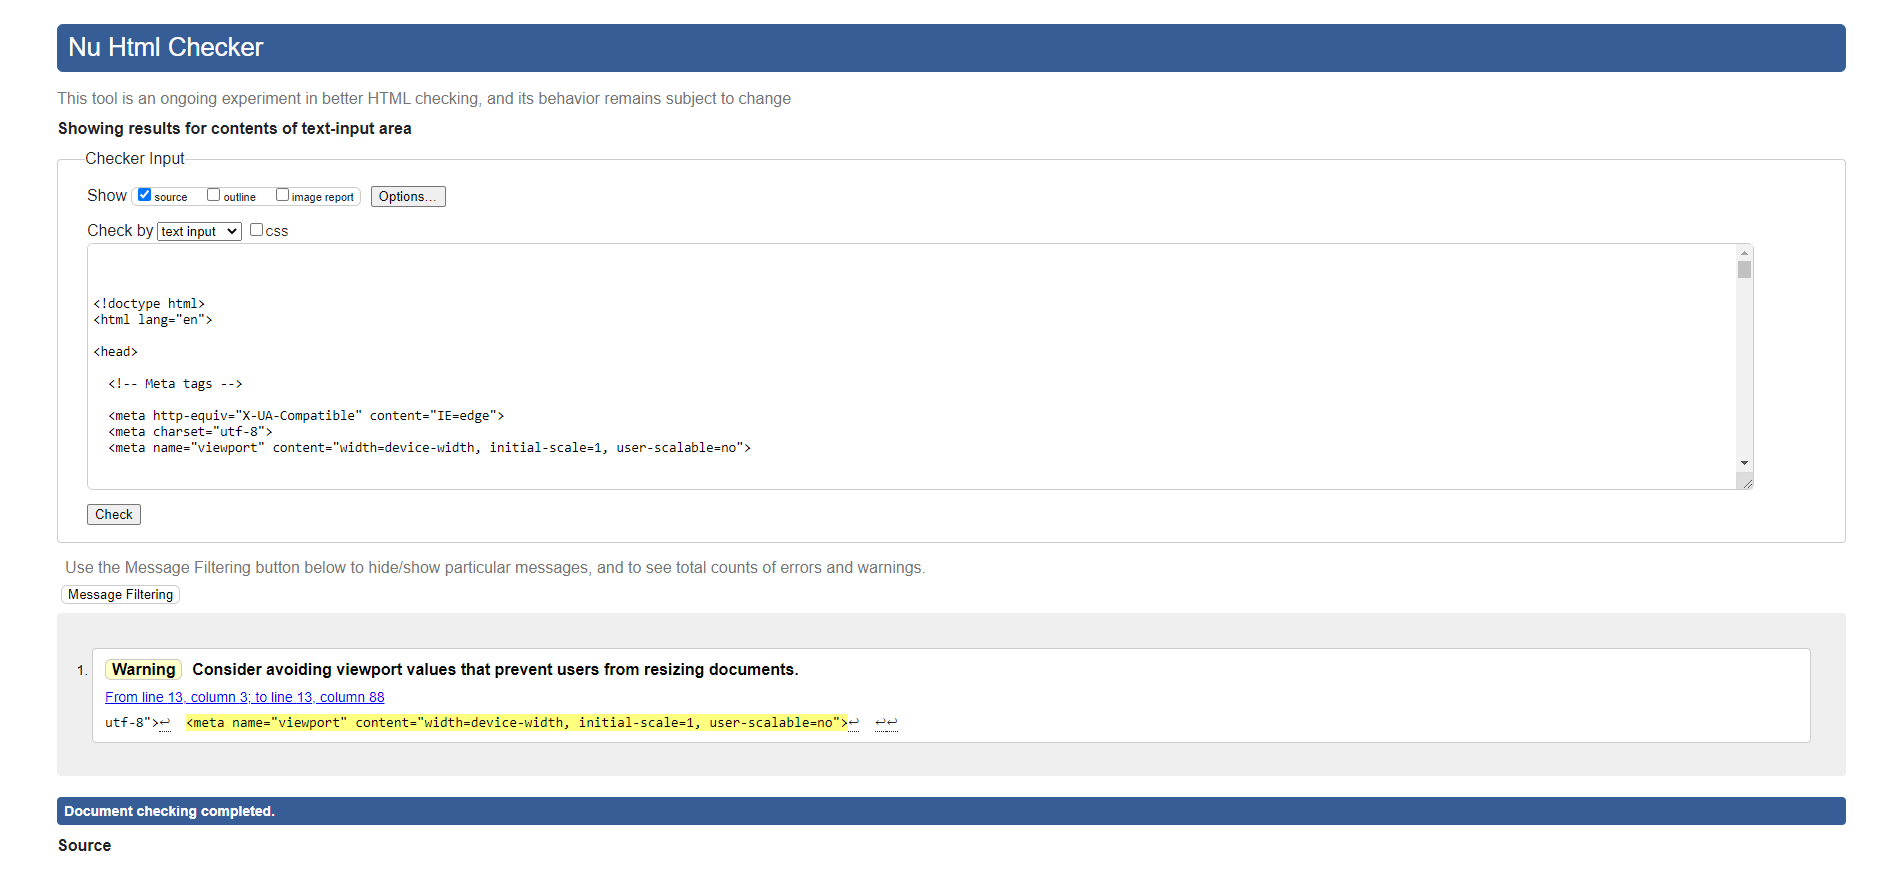 Nu Html Checker
This tool is an ongoing experiment in better HTML checking, and its behavior remains subject to change
Showing results for contents of text-input area
Checker Input
Show source outline image report Options...
Check by text input css
<!doctype html>
<html lang="en">
<head>
<!-- Meta tags -->
<meta http-equiv="X-UA-Compatible" content="IE=edge">
<meta charset="utf-8">
<meta name="viewport" content="width=device-width, initial-scale=1, user-scalable=no">
Check
Use the Message Filtering button below to hide/show particular messages, and to see total counts of errors and warnings.
Message Filtering
1. Warning Consider avoiding viewport values that prevent users from resizing documents.
From line 13, column 3; to line 13, column 88
utf-8">↩ <meta name="viewport" content="width=device-width, initial-scale=1, user-scalable=no">↩ ↩↩
Document checking completed.
Source